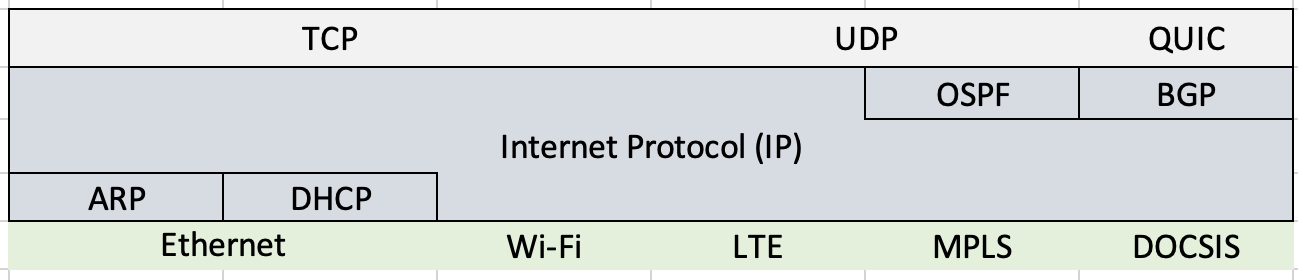 TCP UDP QUIC
OSPF BGP
Internet Protocol (IP)
ARP DHCP
Ethernet Wi-Fi LTE MPLS DOCSIS